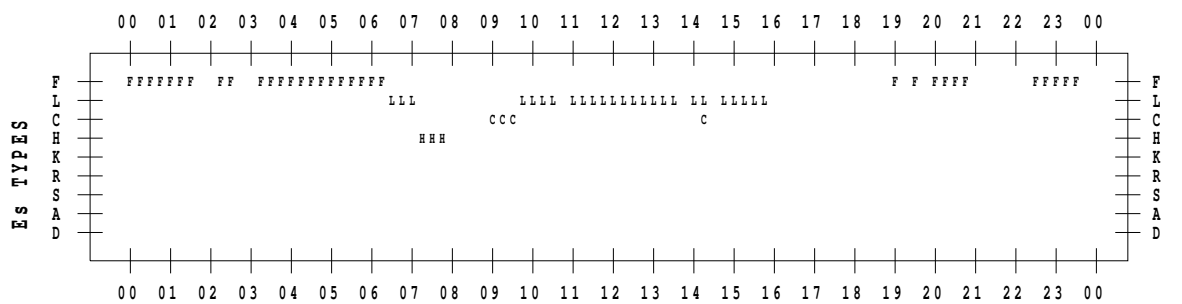 00 01 02 03 04 05 06 07 08 09 10 11 12 13 14 15 16 17 18 19 20 21 22 23 00
F FFFFFFF FF FFFFFFFFFFFFF F F FFFF FFFFF F
L LLL LLLL LLLLLLLLLLL LL LLLLL L
C CCC C C
H HHH H
K K
R R
S S
A A
D D
Es TYPES
00 01 02 03 04 05 06 07 08 09 10 11 12 13 14 15 16 17 18 19 20 21 22 23 00